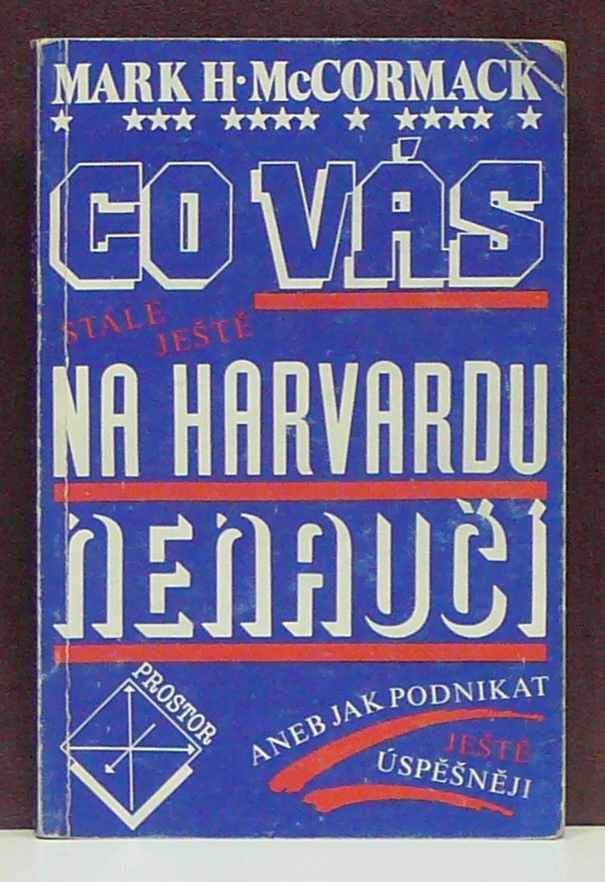 MARK H·McCORMACK
CO VÁS
STÁLE
JEŠTĚ
NA HARVARDU
NENAUČÍ
PROSTOR
ANEB JAK PODNIKAT
JEŠTĚ
ÚSPĚŠNĚJI